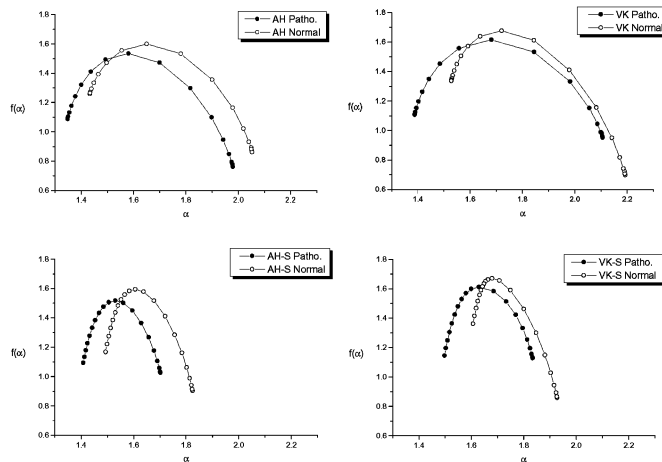 AH Patho.
AH Normal
1.8
1.6
1.4
1.2
1.0
0.8
0.6
f(α)
1.4 1.6 1.8 2.0 2.2
α
VK Patho.
VK Normal
1.8
1.6
1.4
1.2
1.0
0.8
0.6
f(α)
1.4 1.6 1.8 2.0 2.2
α
AH-S Patho.
AH-S Normal
1.8
1.6
1.4
1.2
1.0
0.8
0.6
f(α)
1.4 1.6 1.8 2.0 2.2
α
VK-S Patho.
VK-S Normal
1.8
1.6
1.4
1.2
1.0
0.8
0.6
f(α)
1.4 1.6 1.8 2.0 2.2
α